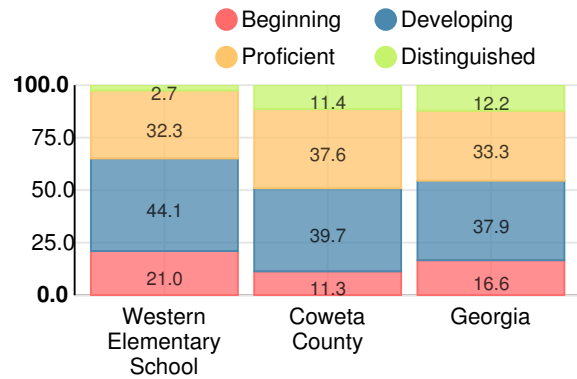 Beginning
Developing
Proficient
Distinguished
100.0
75.0
50.0
25.0
0.0
2.7
32.3
44.1
21.0
11.4
37.6
39.7
11.3
12.2
33.3
37.9
16.6
Western
Elementary
School
Coweta
County
Georgia